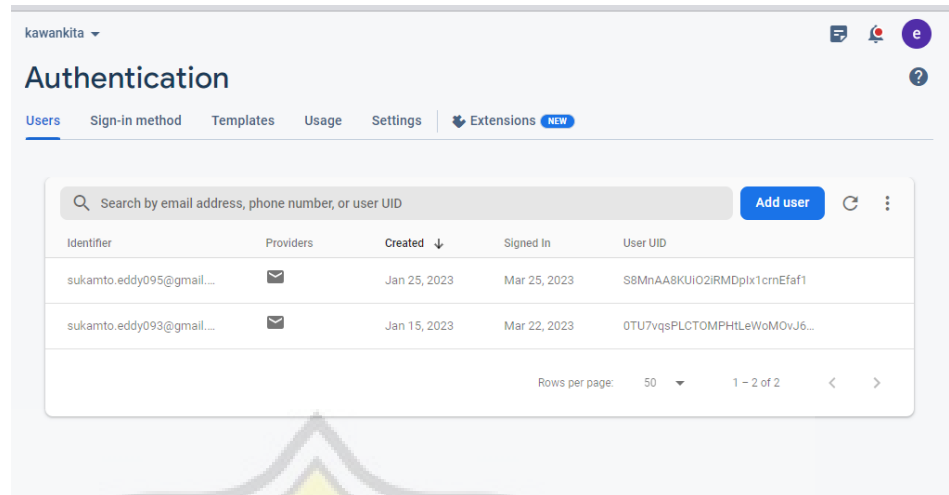 kawankita
e
Authentication
Users Sign-in method Templates Usage Settings Extensions NEW
Search by email address, phone number, or user UID Add user
Identifier Providers Created Signed In User UID
sukamto.eddy095@gmail.... Jan 25, 2023 Mar 25, 2023 S8MnAA8KUiO2iRMDpIx1crnEfaf1
sukamto.eddy093@gmail.... Jan 15, 2023 Mar 22, 2023 0TU7vqsPLCTOMPHtLeWoMOvJ6...
Rows per page: 50 1 – 2 of 2